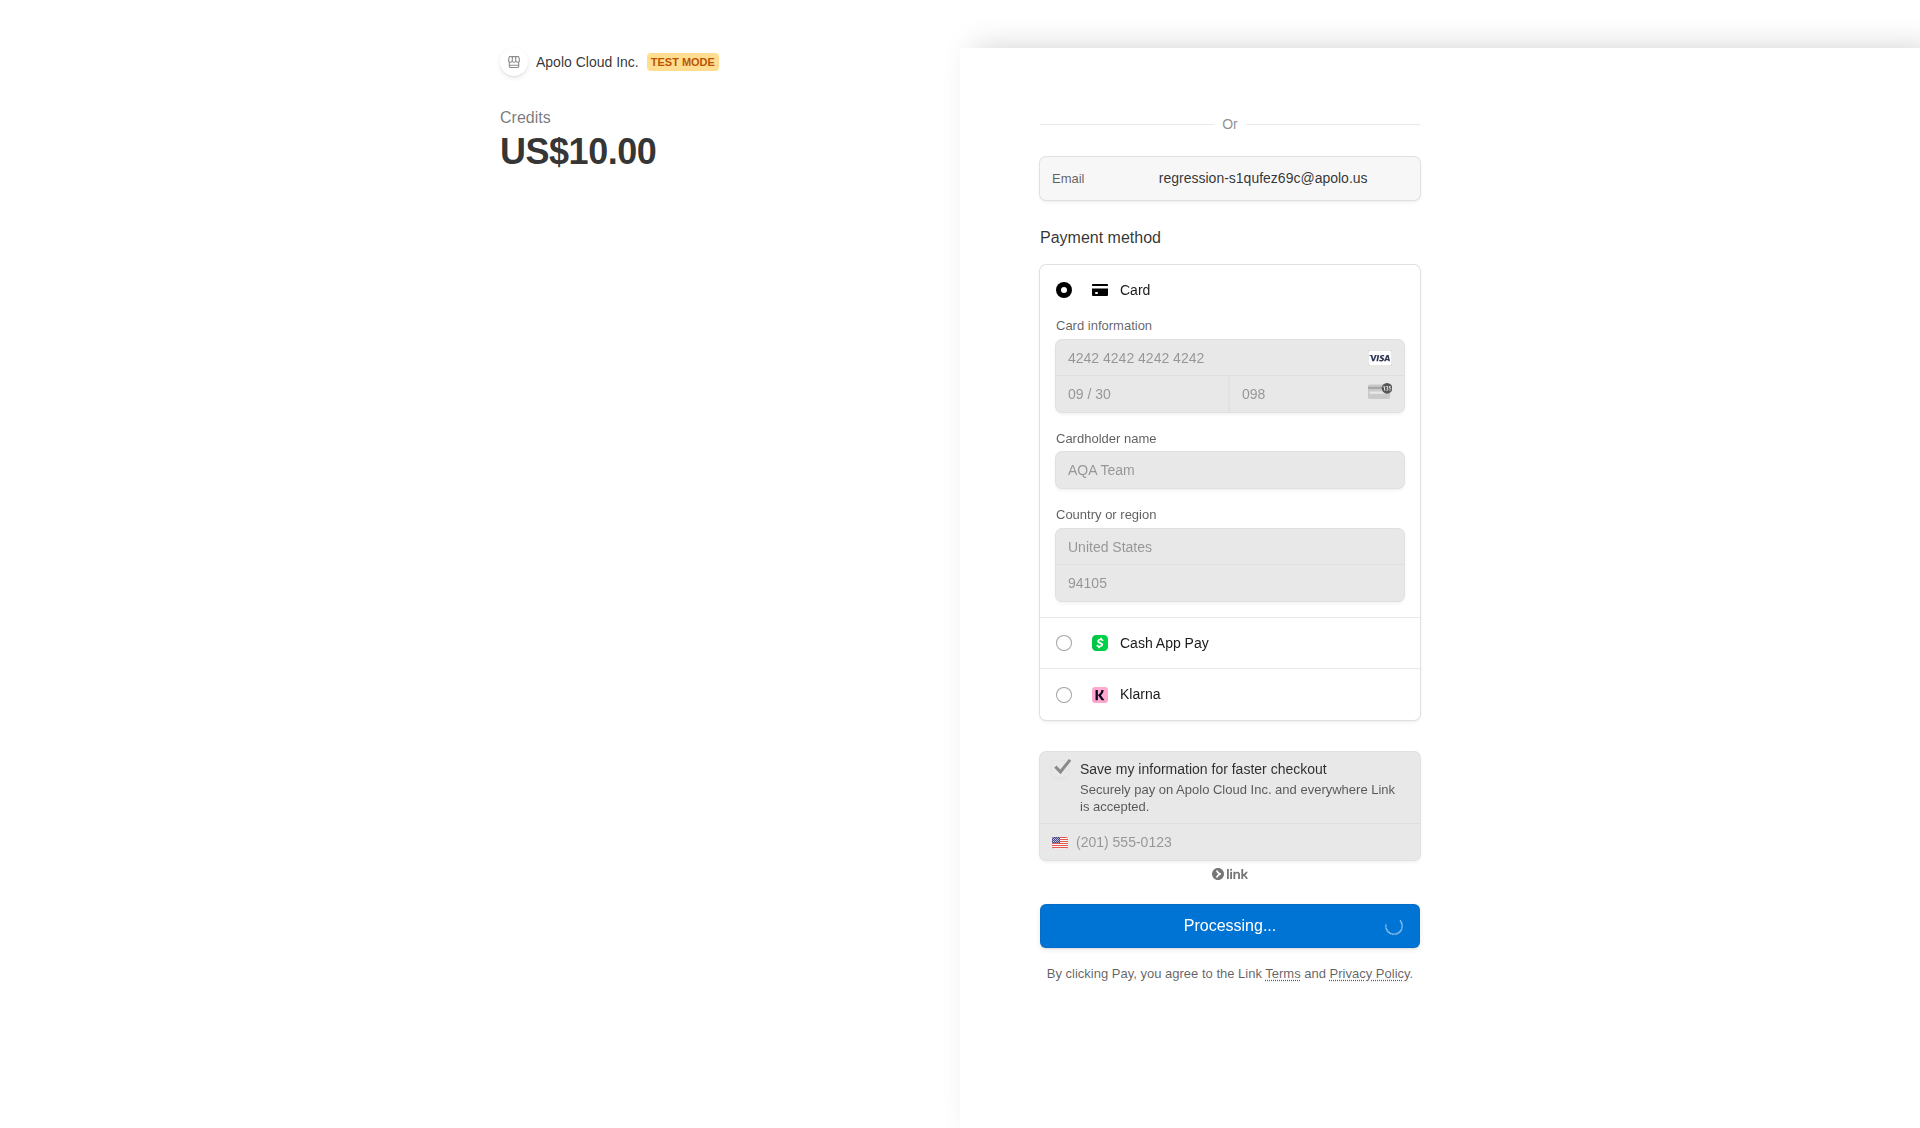 Apolo Cloud Inc. TEST MODE
Credits
US$10.00
Or
Email regression-s1qufez69c@apolo.us
Payment method
Card
Card information
4242 4242 4242 4242 VISA
09 / 30 098
Cardholder name
AQA Team
Country or region
United States
94105
Cash App Pay
Klarna
Save my information for faster checkout
Securely pay on Apolo Cloud Inc. and everywhere Link
is accepted.
(201) 555-0123
link
Processing...
By clicking Pay, you agree to the Link Terms and Privacy Policy.